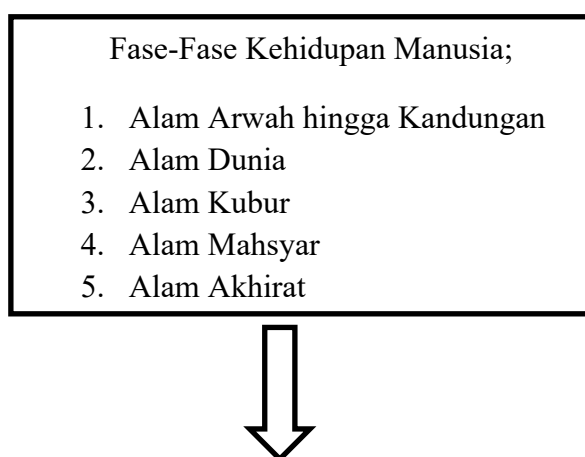 Fase-Fase Kehidupan Manusia;
1. Alam Arwah hingga Kandungan
2. Alam Dunia
3. Alam Kubur
4. Alam Mahsyar
5. Alam Akhirat